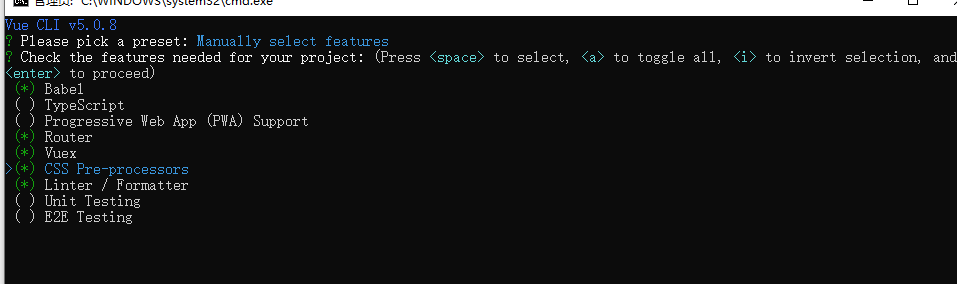 管理员: C:\WINDOWS\system32\cmd.exe
Vue CLI v5.0.8
? Please pick a preset: Manually select features
? Check the features needed for your project: (Press <space> to select, <a> to toggle all, <i> to invert selection, and
<enter> to proceed)
(*) Babel
( ) TypeScript
( ) Progressive Web App (PWA) Support
(*) Router
(*) Vuex
>(*) CSS Pre-processors
(*) Linter / Formatter
( ) Unit Testing
( ) E2E Testing